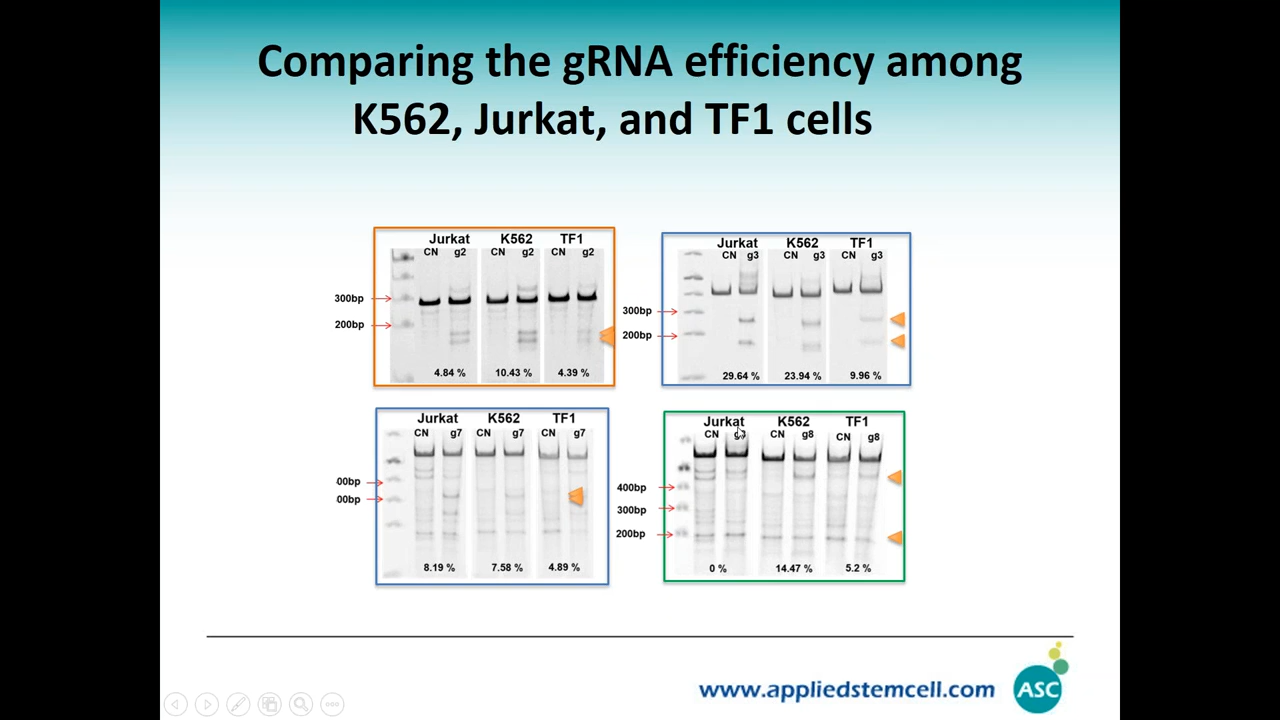 Comparing the gRNA efficiency among
K562, Jurkat, and TF1 cells
Jurkat K562 TF1
CN g2 CN g2 CN g2
300bp
200bp
4.84 % 10.43 % 4.39 %
Jurkat K562 TF1
CN g3 CN g3 CN g3
300bp
200bp
29.64 % 23.94 % 9.96 %
Jurkat K562 TF1
CN g7 CN g7 CN g7
00bp
00bp
8.19 % 7.58 % 4.89 %
Jurkat K562 TF1
CN CN g8 CN g8
400bp
300bp
200bp
0 % 14.47 % 5.2 %
www.appliedstemcell.com
ASC